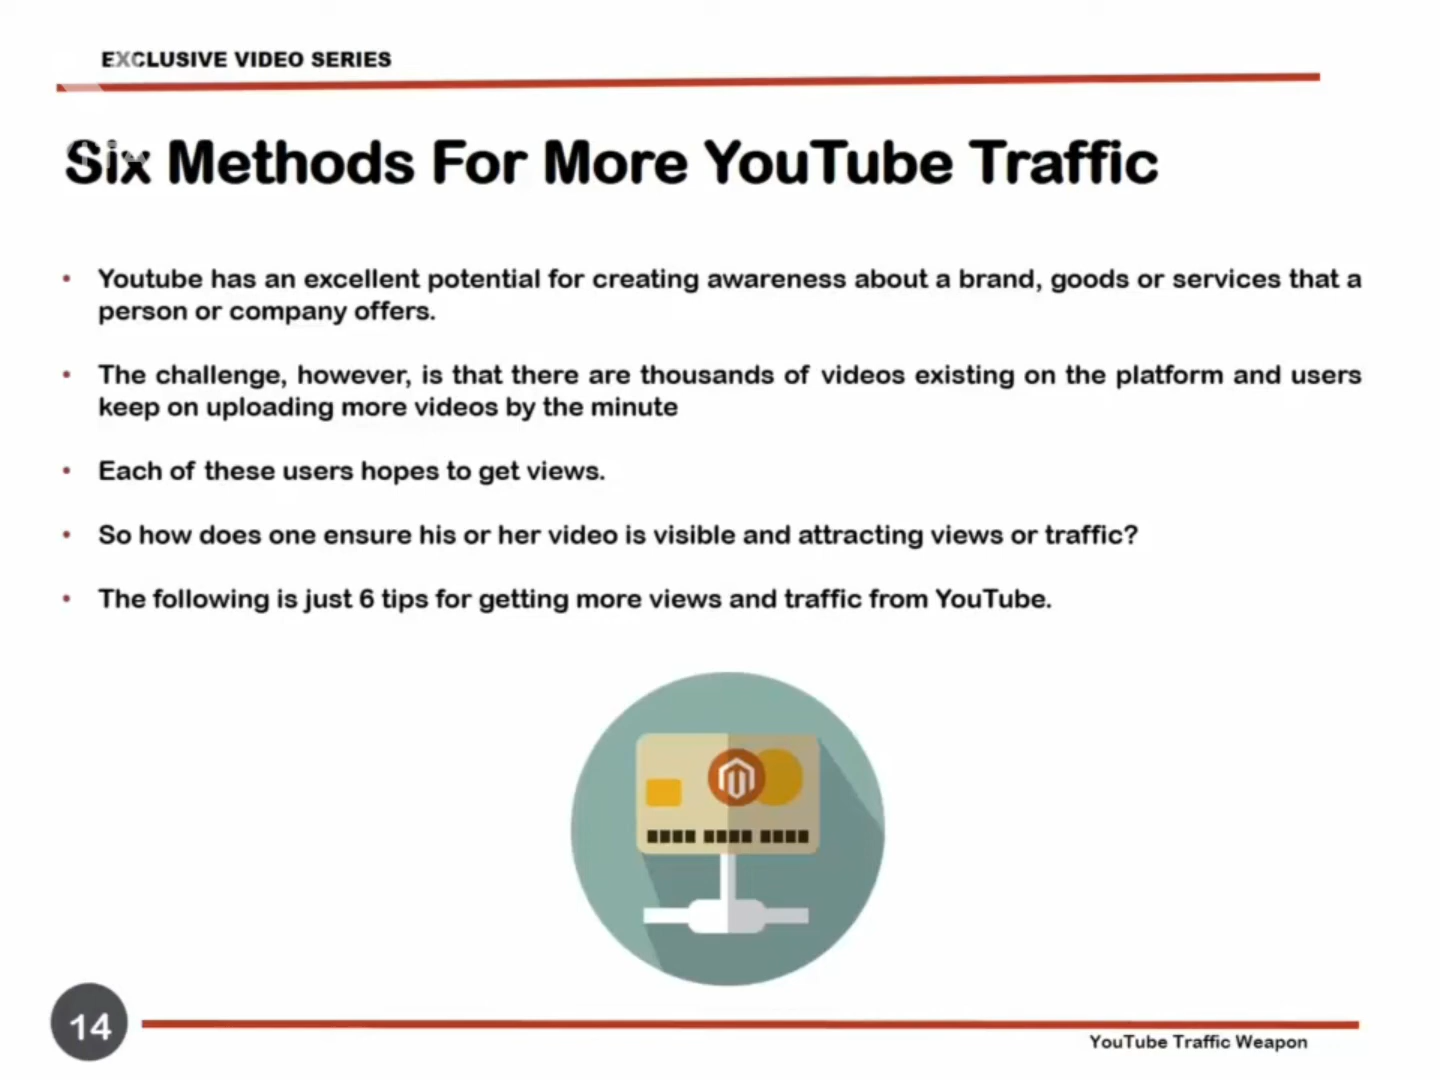 EXCLUSIVE VIDEO SERIES
Six Methods For More YouTube Traffic
• Youtube has an excellent potential for creating awareness about a brand, goods or services that a
person or company offers.
• The challenge, however, is that there are thousands of videos existing on the platform and users
keep on uploading more videos by the minute
• Each of these users hopes to get views.
• So how does one ensure his or her video is visible and attracting views or traffic?
• The following is just 6 tips for getting more views and traffic from YouTube.
14
YouTube Traffic Weapon